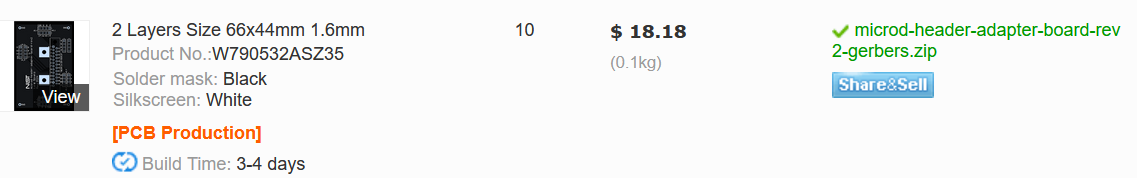 2 Layers Size 66x44mm 1.6mm
10
$ 18.18
microd-header-adapter-board-rev
Product No.:W790532ASZ35
(0.1kg)
2-gerbers.zip
Solder mask: Black
Share&Sell
View
Silkscreen: White
[PCB Production]
Build Time: 3-4 days